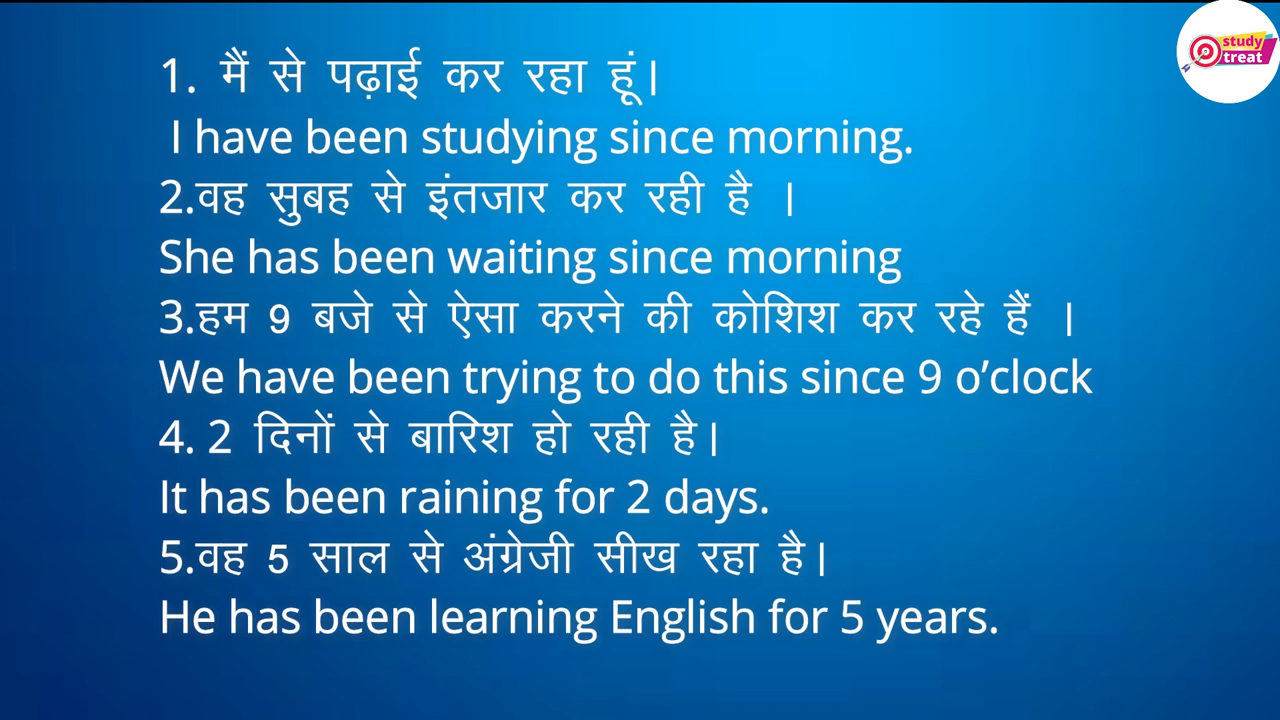 study
treat
1. मैं से पढ़ाई कर रहा हूं।
I have been studying since morning.
2.वह सुबह से इंतजार कर रही है ।
She has been waiting since morning
3.हम 9 बजे से ऐसा करने की कोशिश कर रहे हैं ।
We have been trying to do this since 9 o’clock
4. 2 दिनों से बारिश हो रही है।
It has been raining for 2 days.
5.वह 5 साल से अंग्रेजी सीख रहा है।
He has been learning English for 5 years.